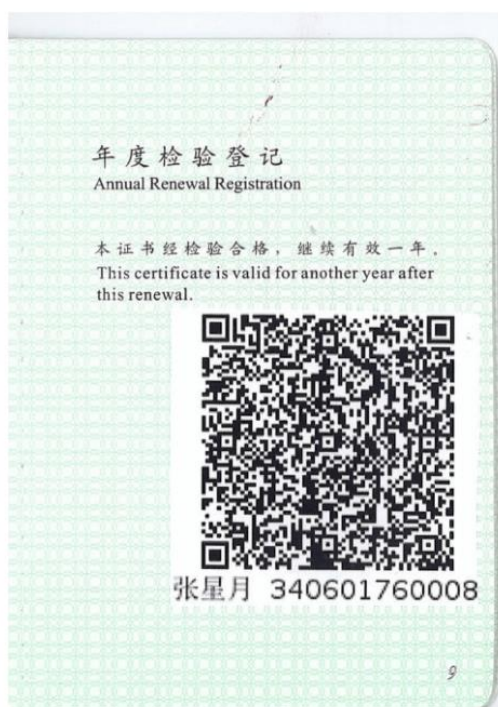 年度检验登记
Annual Renewal Registration
本证书经检验合格，继续有效一年。
This certificate is valid for another year after
this renewal.
张星月 340601760008
9